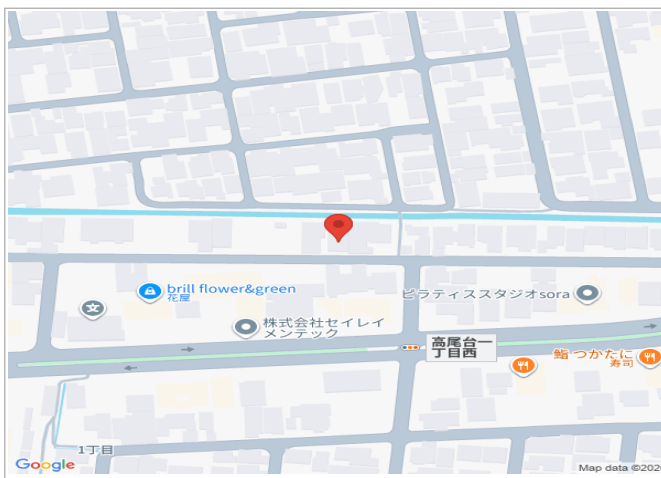 brill flower&green
花屋
文
ピラティススタジオsora
株式会社セイレイ
メンテック
高尾台一
丁目西
鮨 つかたに
寿司
1丁目
Google
Map data ©202